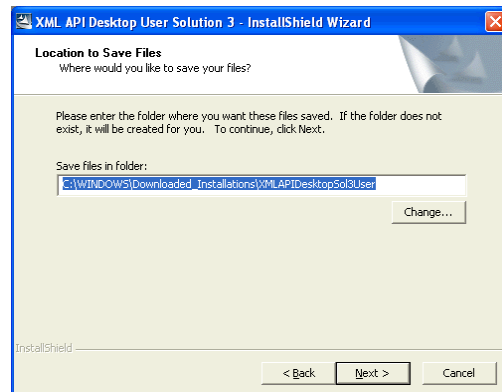 XML API Desktop User Solution 3 - InstallShield Wizard
Location to Save Files
Where would you like to save your files?
Please enter the folder where you want these files saved. If the folder does not
exist, it will be created for you. To continue, click Next.
Save files in folder:
C:\WINDOWS\Downloaded_Installations\XMLAPIDesktopSol3User
Change...
InstallShield
< Back Next > Cancel